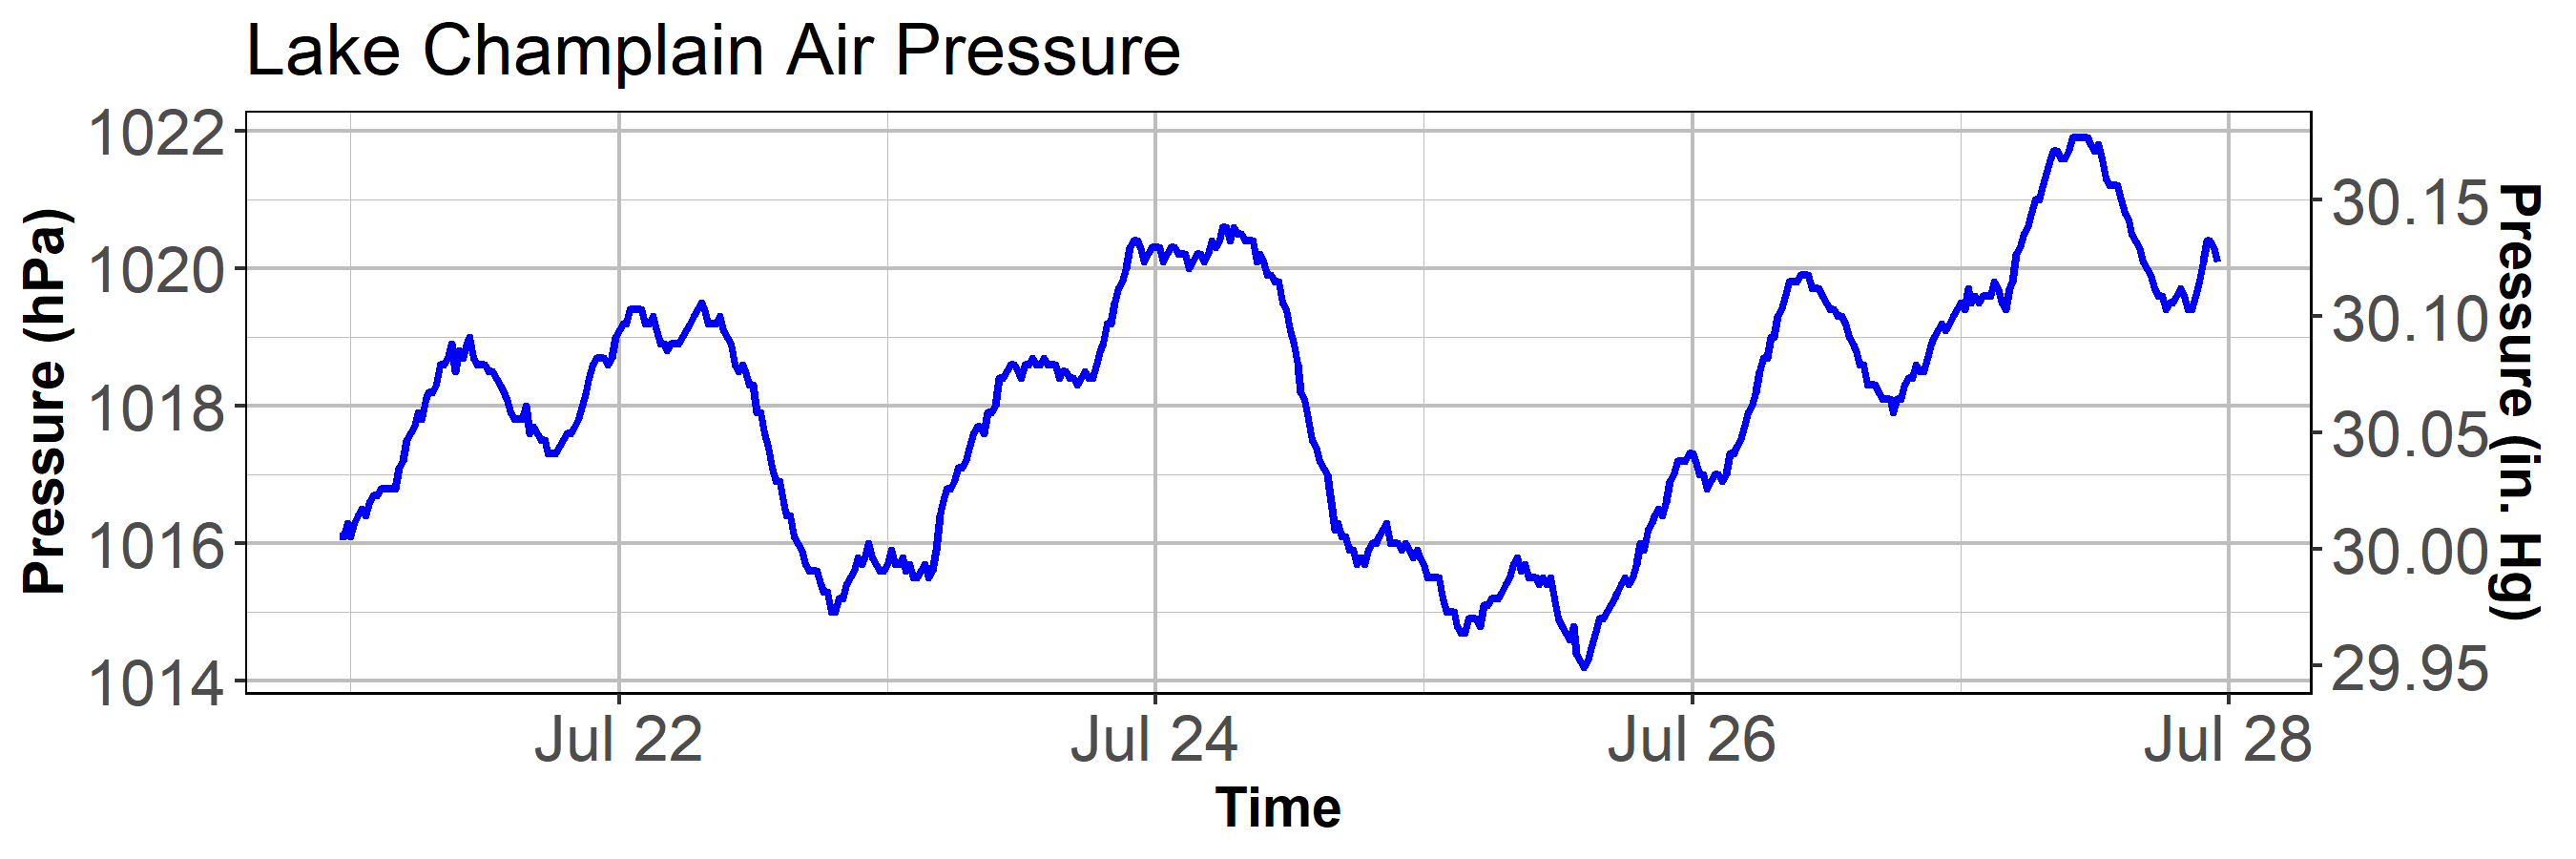 Lake Champlain Air Pressure
Pressure (hPa)
1022
1020
1018
1016
1014
30.15
30.10
30.05
30.00
29.95
Pressure (in. Hg)
Jul 22
Jul 24
Jul 26
Jul 28
Time